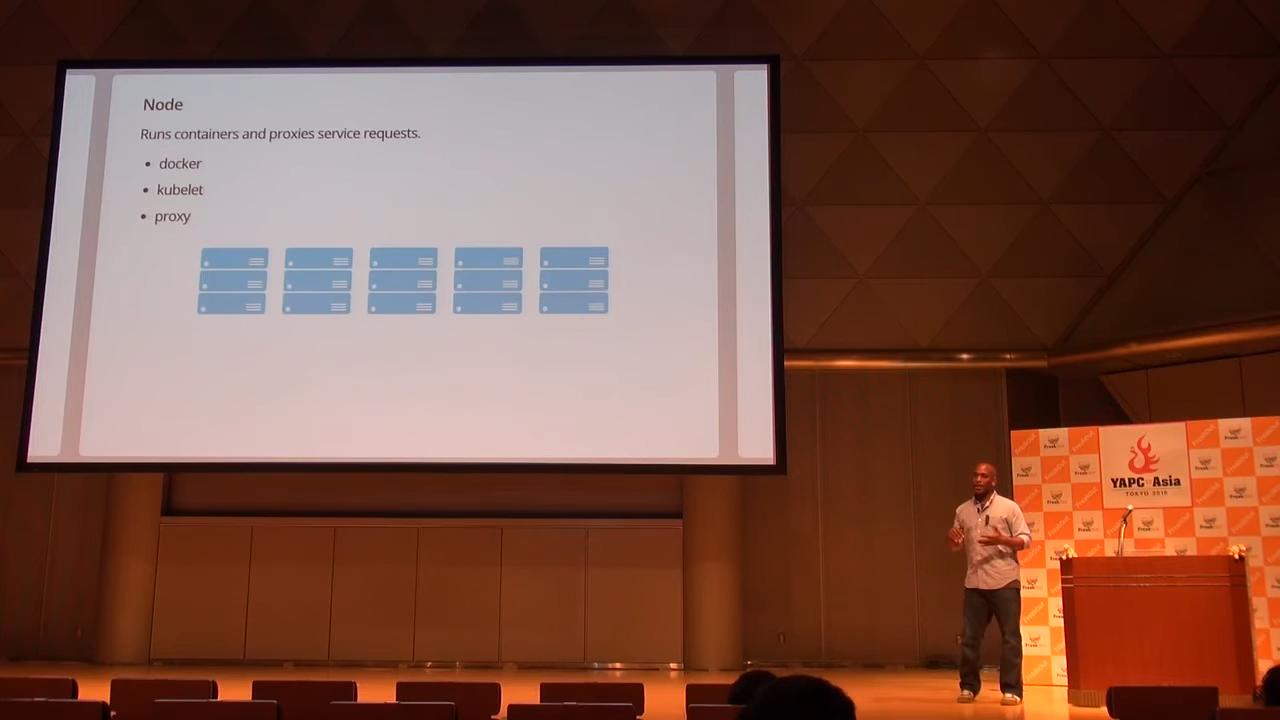 Node
Runs containers and proxies service requests.
• docker
• kubelet
• proxy
YAPC Asia
TOKYO 2015